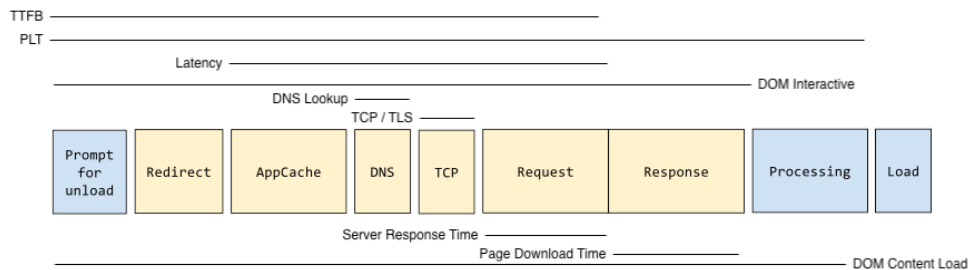 TTFB
PLT
Latency
DOM Interactive
DNS Lookup
TCP / TLS
Prompt
for
unload
Redirect
AppCache
DNS
TCP
Request
Response
Processing
Load
Server Response Time
Page Download Time
DOM Content Load